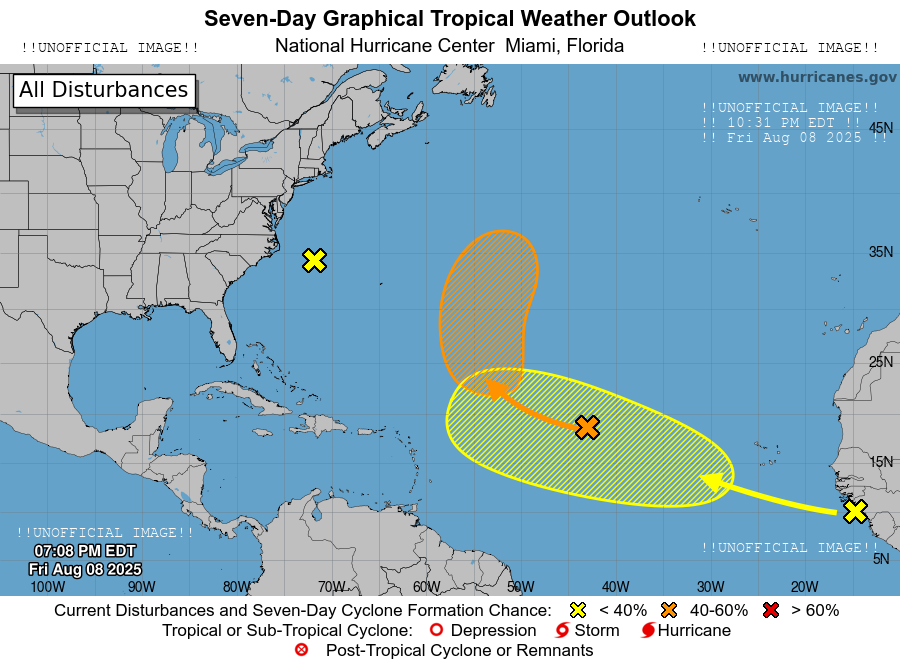 Seven-Day Graphical Tropical Weather Outlook
!!UNOFFICIAL IMAGE!! National Hurricane Center Miami, Florida !!UNOFFICIAL IMAGE!!
www.hurricanes.gov
All Disturbances
!!UNOFFICIAL IMAGE!!
!! 10:31 PM EDT !!
!! Fri Aug 08 2025 !!
45N
35N
25N
15N
!!UNOFFICIAL IMAGE!!
07:08 PM EDT
!!UNOFFICIAL IMAGE!!
5N
Fri Aug 08 2025
100W 90W 80W 70W 60W 50W 40W 30W 20W
Current Disturbances and Seven-Day Cyclone Formation Chance: < 40% 40-60% > 60%
Tropical or Sub-Tropical Cyclone: Depression Storm Hurricane
Post-Tropical Cyclone or Remnants